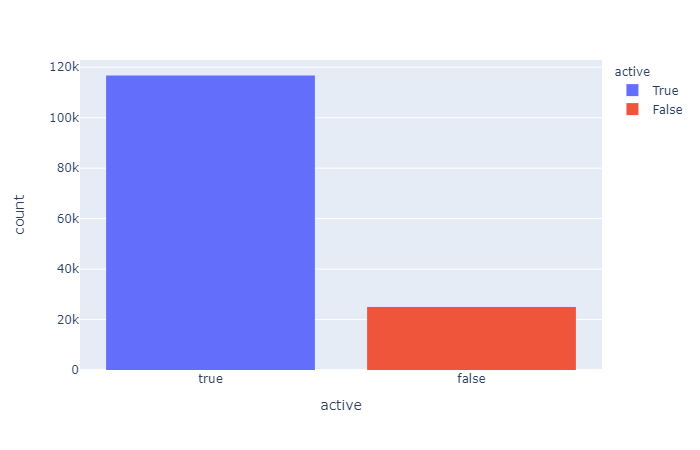 120k
100k
80k
60k
40k
20k
0
count
true
false
active
active
True
False